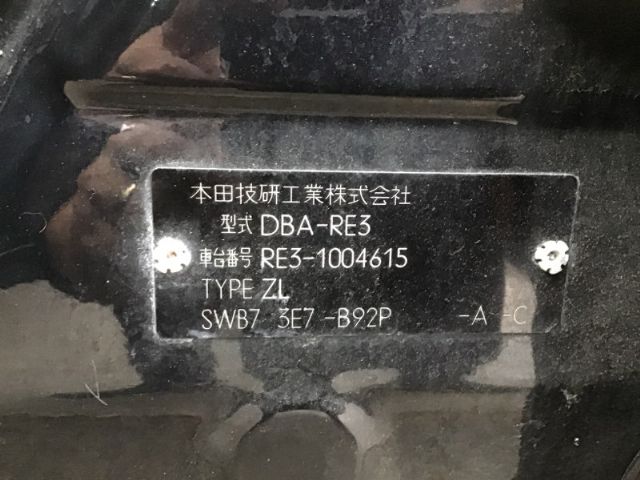 本田技研工業株式会社
型式 DBA-RE3
車台番号 RE3-1004615
TYPE ZL
SWB7 3E7 -B92P -A -C